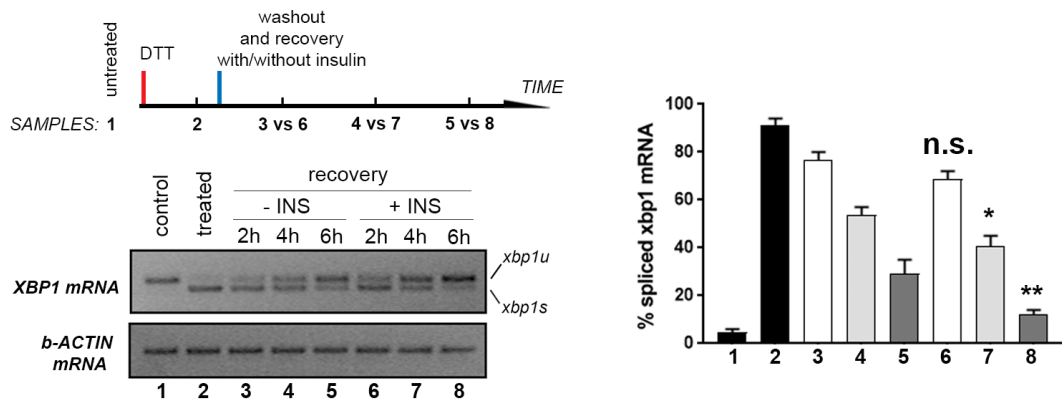 untreated
DTT
washout
and recovery
with/without insulin
TIME
SAMPLES: 1 2 3 vs 6 4 vs 7 5 vs 8
control
treated
recovery
- INS + INS
2h 4h 6h 2h 4h 6h
XBP1 mRNA
xbp1u
xbp1s
b-ACTIN
mRNA
1 2 3 4 5 6 7 8
% spliced xbp1 mRNA
100
80
60
40
20
0
n.s.
*
**
1 2 3 4 5 6 7 8